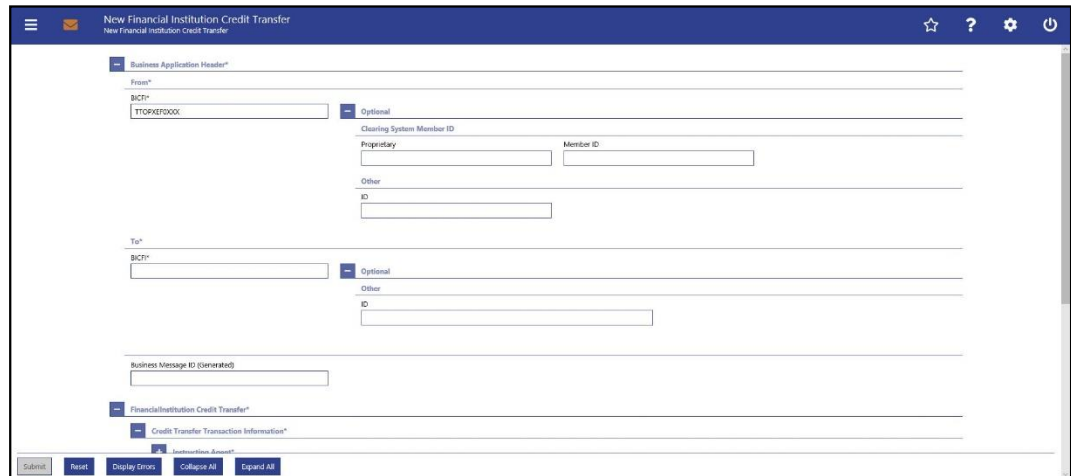 New Financial Institution Credit Transfer
New Financial Institution Credit Transfer
Business Application Header*
From*
BICFI*
TTOPXEF0XXX
Optional
Clearing System Member ID
Proprietary
Member ID
Other
ID
To*
BICFI*
Optional
Other
ID
Business Message ID (Generated)
FinancialInstitution Credit Transfer*
Credit Transfer Transaction Information*
Instructing Agent*
Submit Reset Display Errors Collapse All Expand All